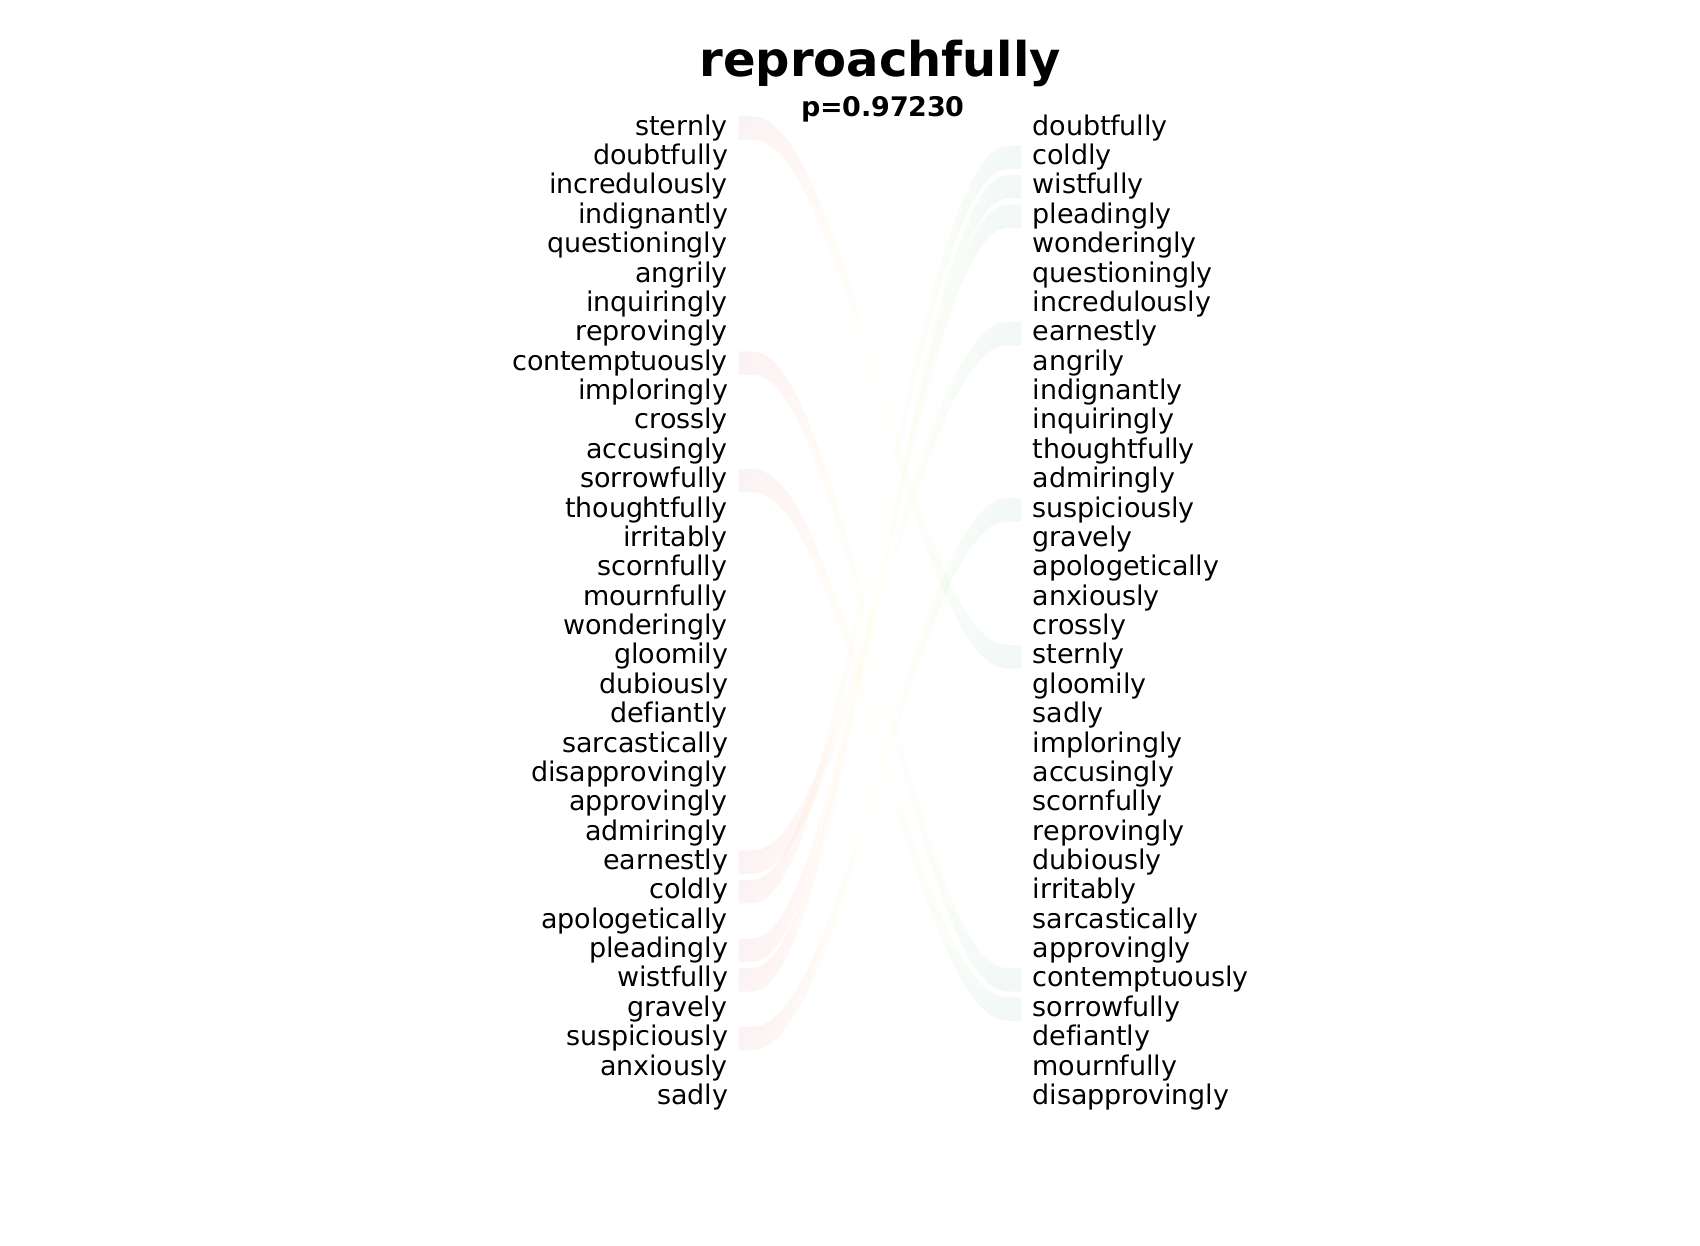 reproachfully
p=0.97230
sternly
doubtfully
incredulously
indignantly
questioningly
angrily
inquiringly
reprovingly
contemptuously
imploringly
crossly
accusingly
sorrowfully
thoughtfully
irritably
scornfully
mournfully
wonderingly
gloomily
dubiously
defiantly
sarcastically
disapprovingly
approvingly
admiringly
earnestly
coldly
apologetically
pleadingly
wistfully
gravely
suspiciously
anxiously
sadly
doubtfully
coldly
wistfully
pleadingly
wonderingly
questioningly
incredulously
earnestly
angrily
indignantly
inquiringly
thoughtfully
admiringly
suspiciously
gravely
apologetically
anxiously
crossly
sternly
gloomily
sadly
imploringly
accusingly
scornfully
reprovingly
dubiously
irritably
sarcastically
approvingly
contemptuously
sorrowfully
defiantly
mournfully
disapprovingly